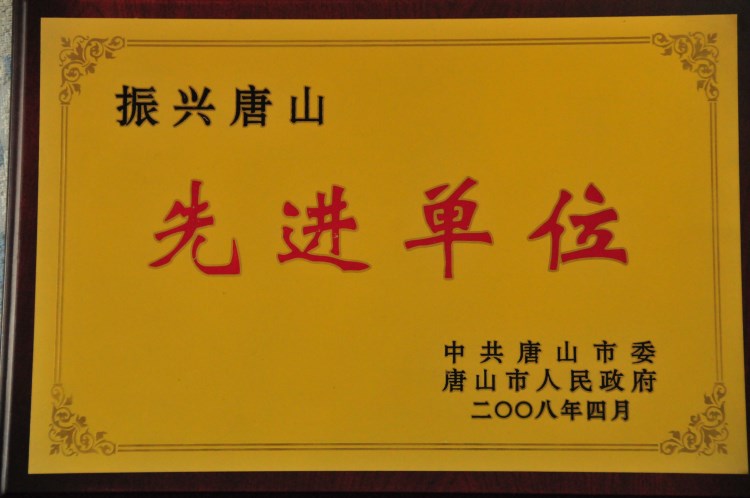 振兴唐山
先进单位
中共唐山市委
唐山市人民政府
二〇〇八年四月